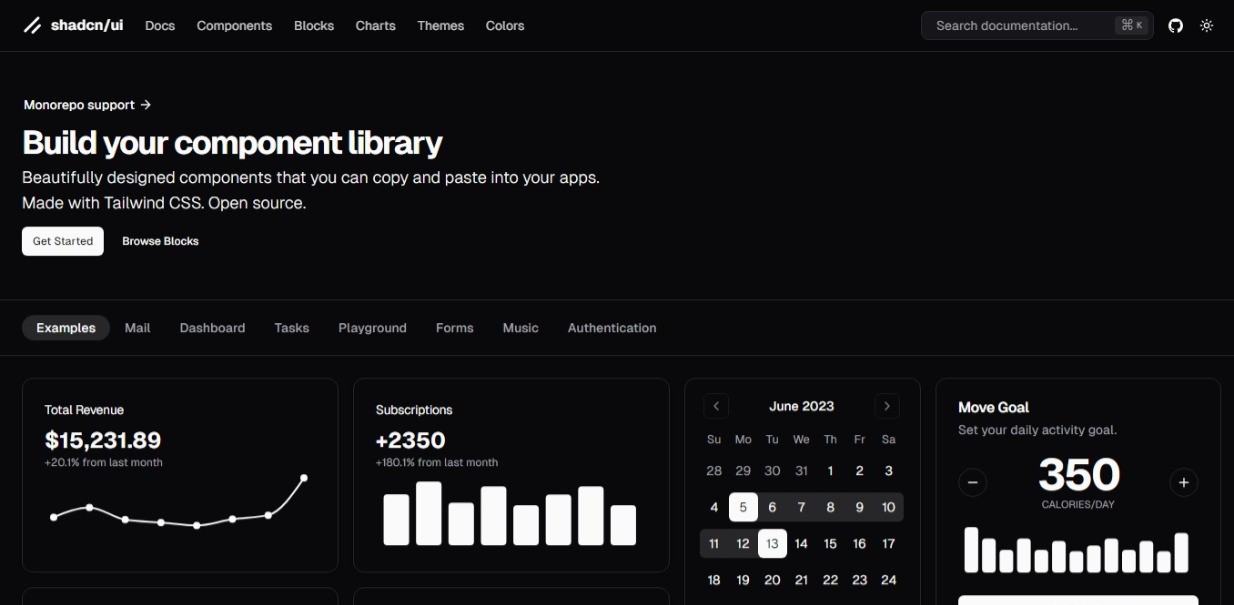 shadcn/ui Docs Components Blocks Charts Themes Colors Search documentation... ⌘ K
Monorepo support →
Build your component library
Beautifully designed components that you can copy and paste into your apps.
Made with Tailwind CSS. Open source.
Get Started Browse Blocks
Examples Mail Dashboard Tasks Playground Forms Music Authentication
Total Revenue
$15,231.89
+20.1% from last month
Subscriptions
+2350
+180.1% from last month
June 2023
Su Mo Tu We Th Fr Sa
28 29 30 31 1 2 3
4 5 6 7 8 9 10
11 12 13 14 15 16 17
18 19 20 21 22 23 24
Move Goal
Set your daily activity goal.
350
CALORIES/DAY